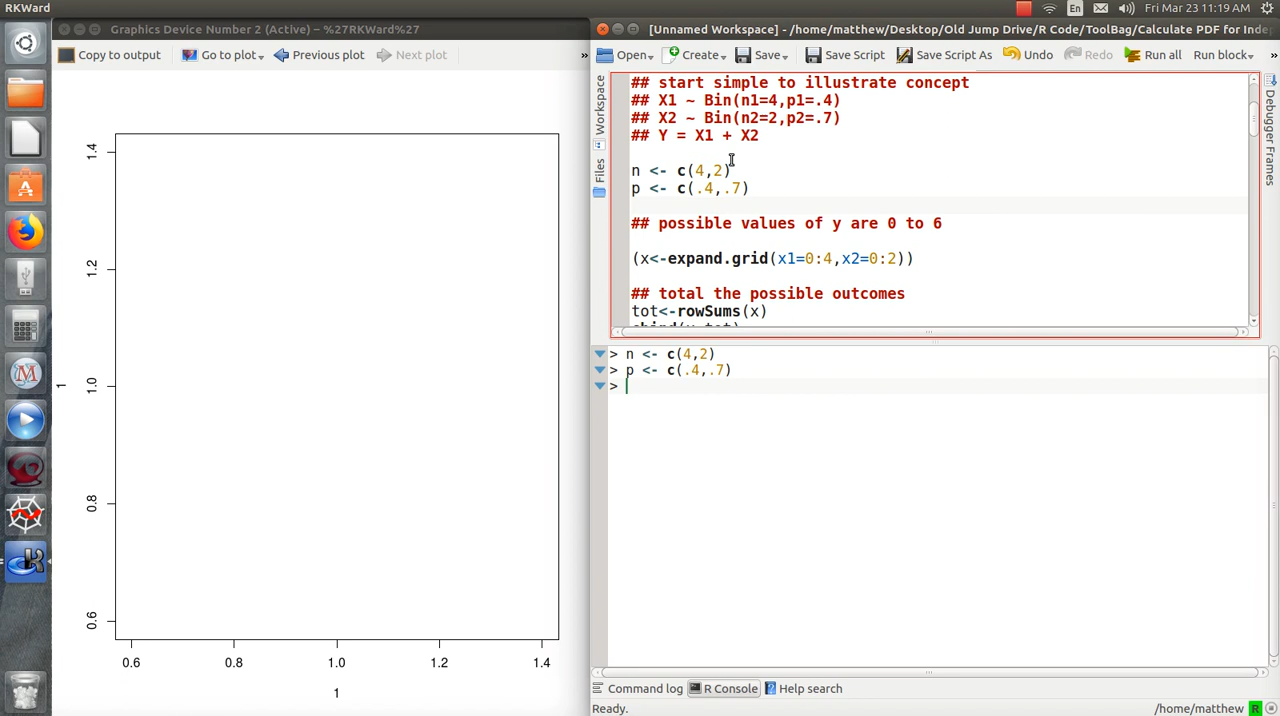 RKWard
En
Fri Mar 23 11:19 AM
Graphics Device Number 2 (Active) – %27RKWard%27
Copy to output
Go to plot
Previous plot
Next plot
»
1.4
1.2
1.0
0.8
0.6
1
0.6
0.8
1.0
1.2
1.4
1
[Unnamed Workspace] - /home/matthew/Desktop/Old Jump Drive/R Code/ToolBag/Calculate PDF for Indep
Open
Create
Save
Save Script
Save Script As
Undo
Redo
Run all
Run block
»
Workspace
Files
Debugger Frames
## start simple to illustrate concept
## X1 ~ Bin(n1=4,p1=.4)
## X2 ~ Bin(n2=2,p2=.7)
## Y = X1 + X2
n <- c(4,2)
p <- c(.4,.7)
## possible values of y are 0 to 6
(x<-expand.grid(x1=0:4,x2=0:2))
## total the possible outcomes
tot<-rowSums(x)
> n <- c(4,2)
> p <- c(.4,.7)
>
Command log
R Console
Help search
Ready.
/home/matthew
R